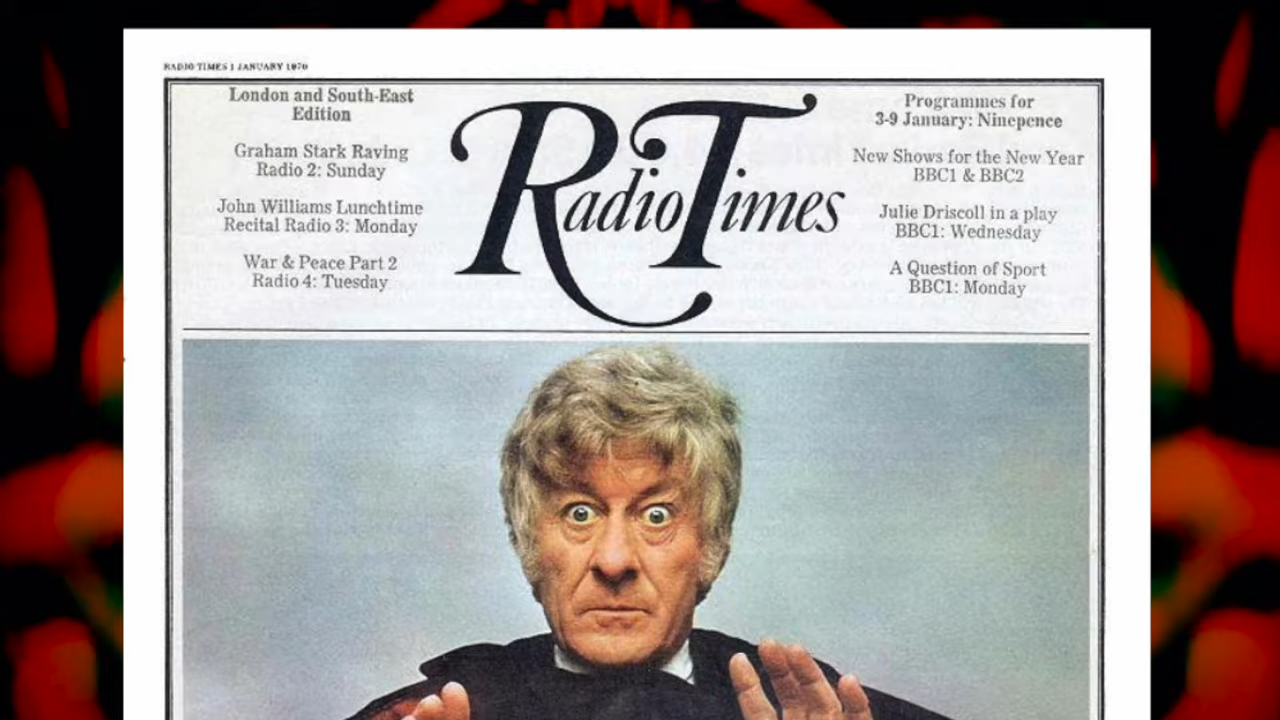 RADIO TIMES 1 JANUARY 1970
London and South-East
Edition
Graham Stark Raving
Radio 2: Sunday
John Williams Lunchtime
Recital Radio 3: Monday
War & Peace Part 2
Radio 4: Tuesday
Radio Times
Programmes for
3-9 January: Ninepence
New Shows for the New Year
BBC1 & BBC2
Julie Driscoll in a play
BBC1: Wednesday
A Question of Sport
BBC1: Monday